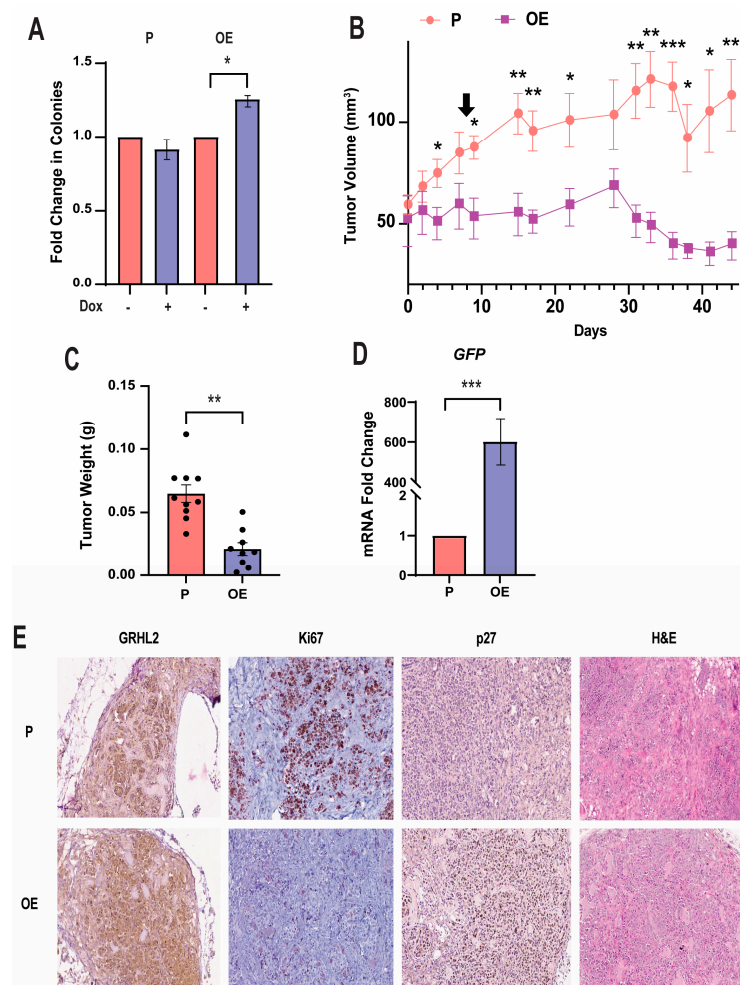 A
P OE
*
Fold Change in Colonies
1.5
1.0
0.5
0.0
Dox - + - +
B
P OE
Tumor Volume (mm³)
100
50
* * ** ** * ** ** *** * * **
0 10 20 30 40
Days
C
Tumor Weight (g)
0.15
0.10
0.05
0.00
**
P OE
D
GFP
***
mRNA Fold Change
800
600
400
2
1
0
P OE
E
GRHL2 Ki67 p27 H&E
P
OE